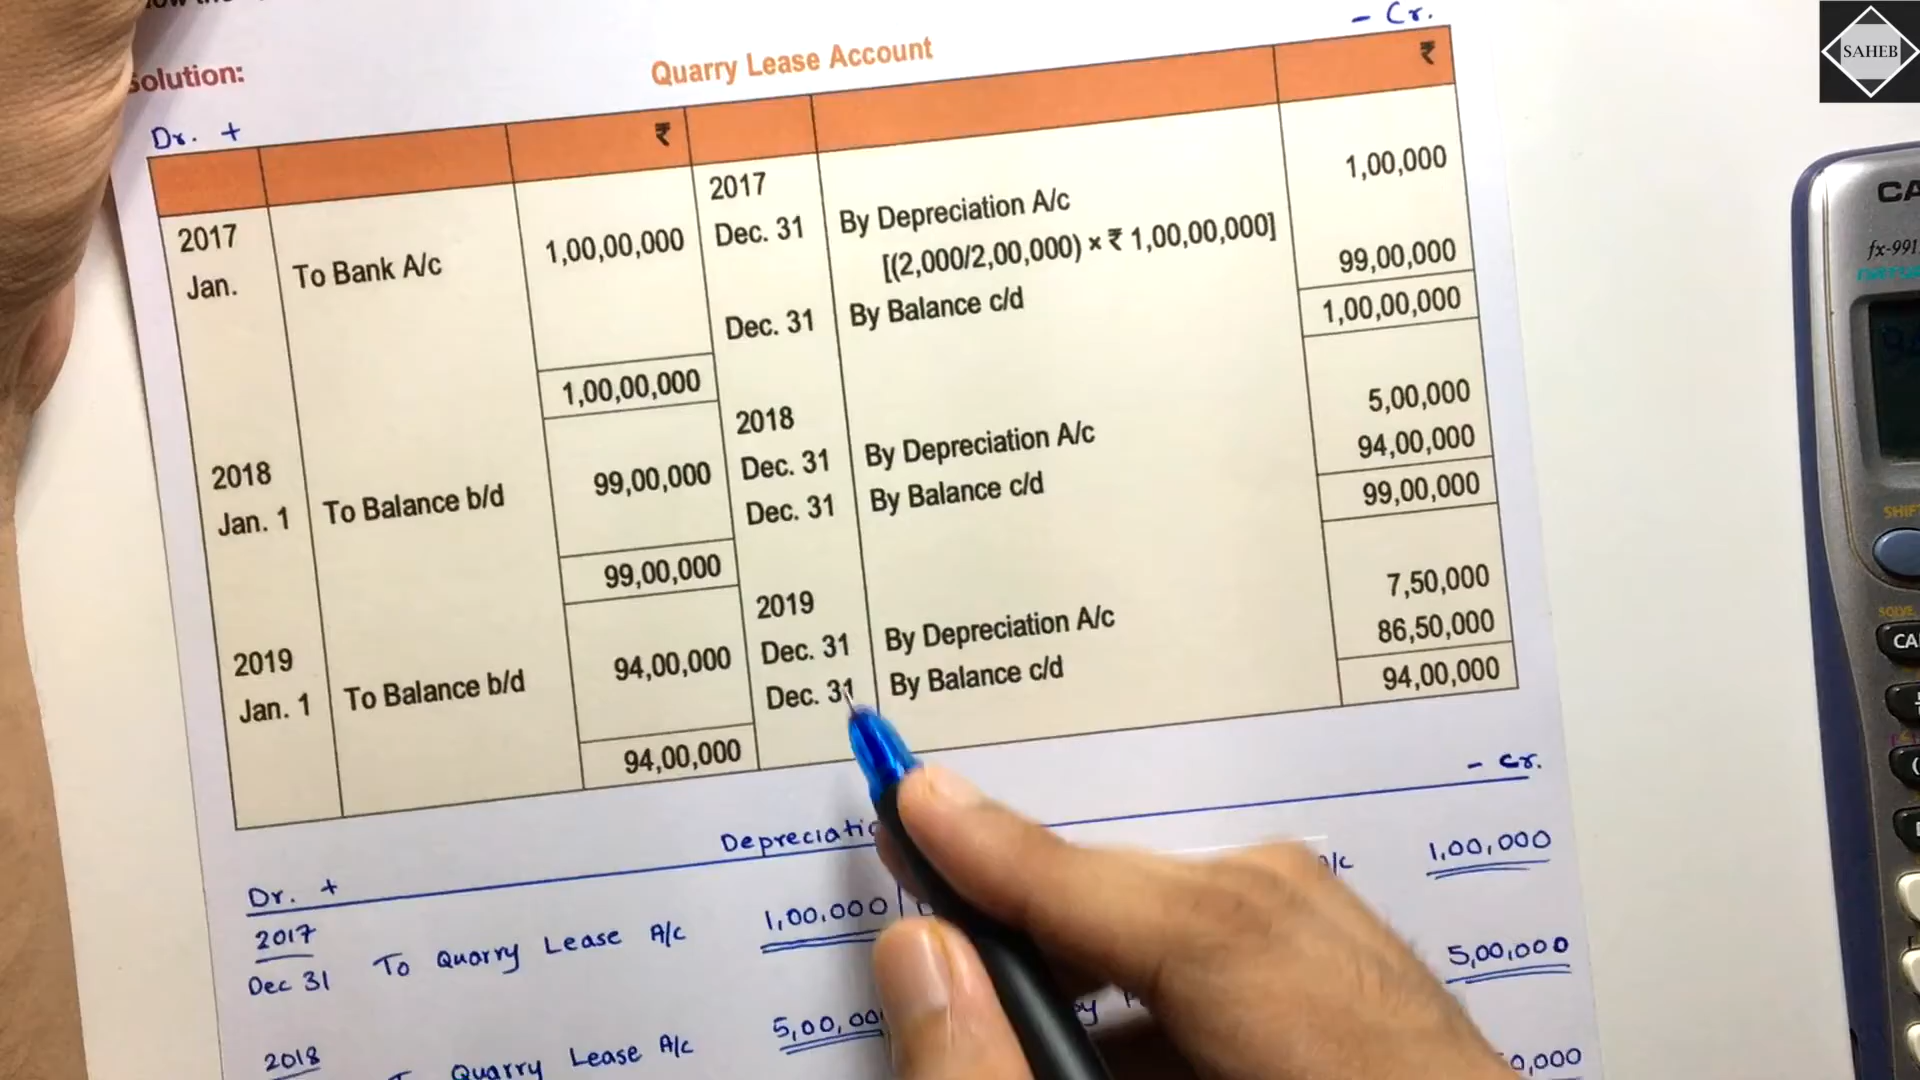 - Cr.
SAHEB
Solution:
Quarry Lease Account
Dr. +
₹ ₹
2017 Jan. To Bank A/c 1,00,00,000 2017 Dec. 31 By Depreciation A/c 1,00,000
[(2,000/2,00,000) × ₹ 1,00,00,000]
Dec. 31 By Balance c/d 99,00,000
1,00,00,000 1,00,00,000
2018 Jan. 1 To Balance b/d 99,00,000 2018 Dec. 31 By Depreciation A/c 5,00,000
Dec. 31 By Balance c/d 94,00,000
99,00,000 99,00,000
2019 Jan. 1 To Balance b/d 94,00,000 2019 Dec. 31 By Depreciation A/c 7,50,000
Dec. 31 By Balance c/d 86,50,000
94,00,000 94,00,000
- Cr.
Dr. +
2017
Dec 31 To Quarry Lease A/c 1,00,000 A/c 1,00,000
2018 Quarry Lease A/c 5,00,000
CA
fx-991
SHIFT
SOLVE